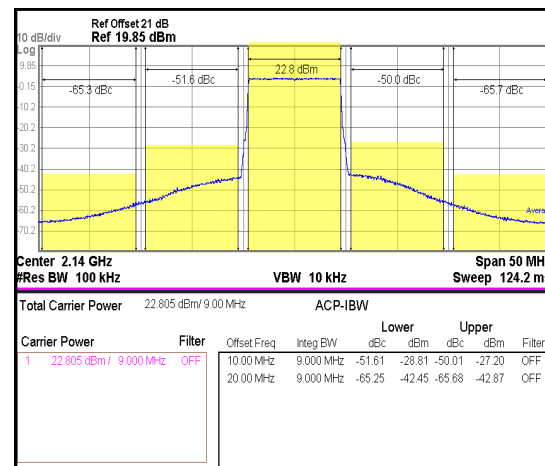 Ref Offset 21 dB
10 dB/div Ref 19.85 dBm
Log
9.85
-0.15
-10.2
-20.2
-30.2
-40.2
-50.2
-60.2
-70.2
-65.3 dBc
-51.6 dBc
22.8 dBm
-50.0 dBc
-65.7 dBc
Avera
Center 2.14 GHz Span 50 MH
#Res BW 100 kHz VBW 10 kHz Sweep 124.2 m
Total Carrier Power 22.805 dBm/ 9.00 MHz ACP-IBW
Lower Upper
Carrier Power Filter Offset Freq Integ BW dBc dBm dBc dBm Filter
1 22.805 dBm / 9.000 MHz OFF 10.00 MHz 9.000 MHz -51.61 -28.81 -50.01 -27.20 OFF
20.00 MHz 9.000 MHz -65.25 -42.45 -65.68 -42.87 OFF